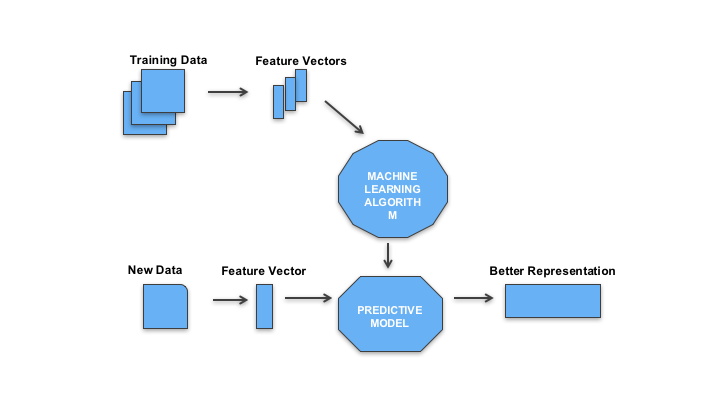 Training Data
Feature Vectors
MACHINE
LEARNING
ALGORITH
M
New Data
Feature Vector
Better Representation
PREDICTIVE
MODEL